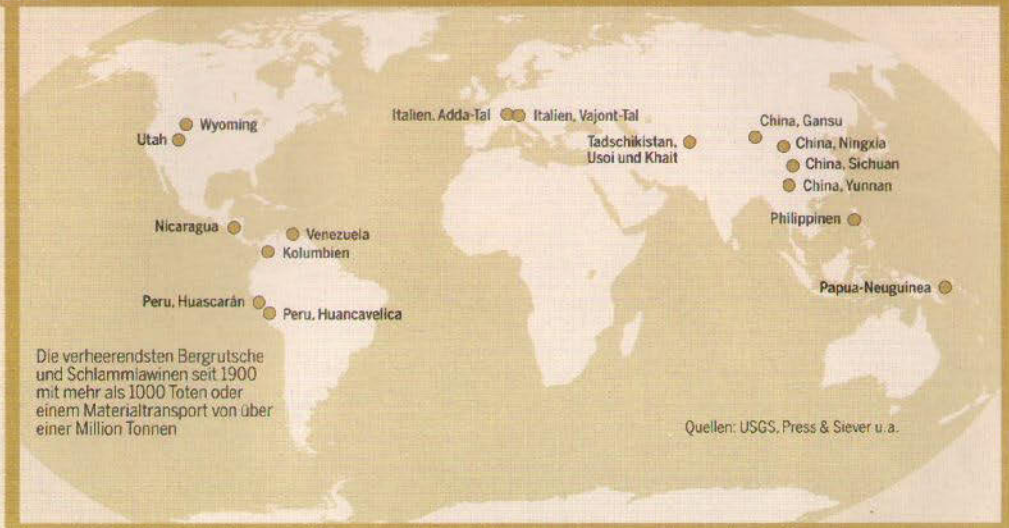 Wyoming
Utah
Italien, Adda-Tal
Italien, Vajont-Tal
Tadschikistan,
Usoi und Khait
China, Gansu
China, Ningxia
China, Sichuan
China, Yunnan
Nicaragua
Venezuela
Kolumbien
Philippinen
Peru, Huascarán
Peru, Huancavelica
Papua-Neuguinea
Die verheerendsten Bergrutsche
und Schlammlawinen seit 1900
mit mehr als 1000 Toten oder
einem Materialtransport von über
einer Million Tonnen
Quellen: USGS, Press & Siever u.a.